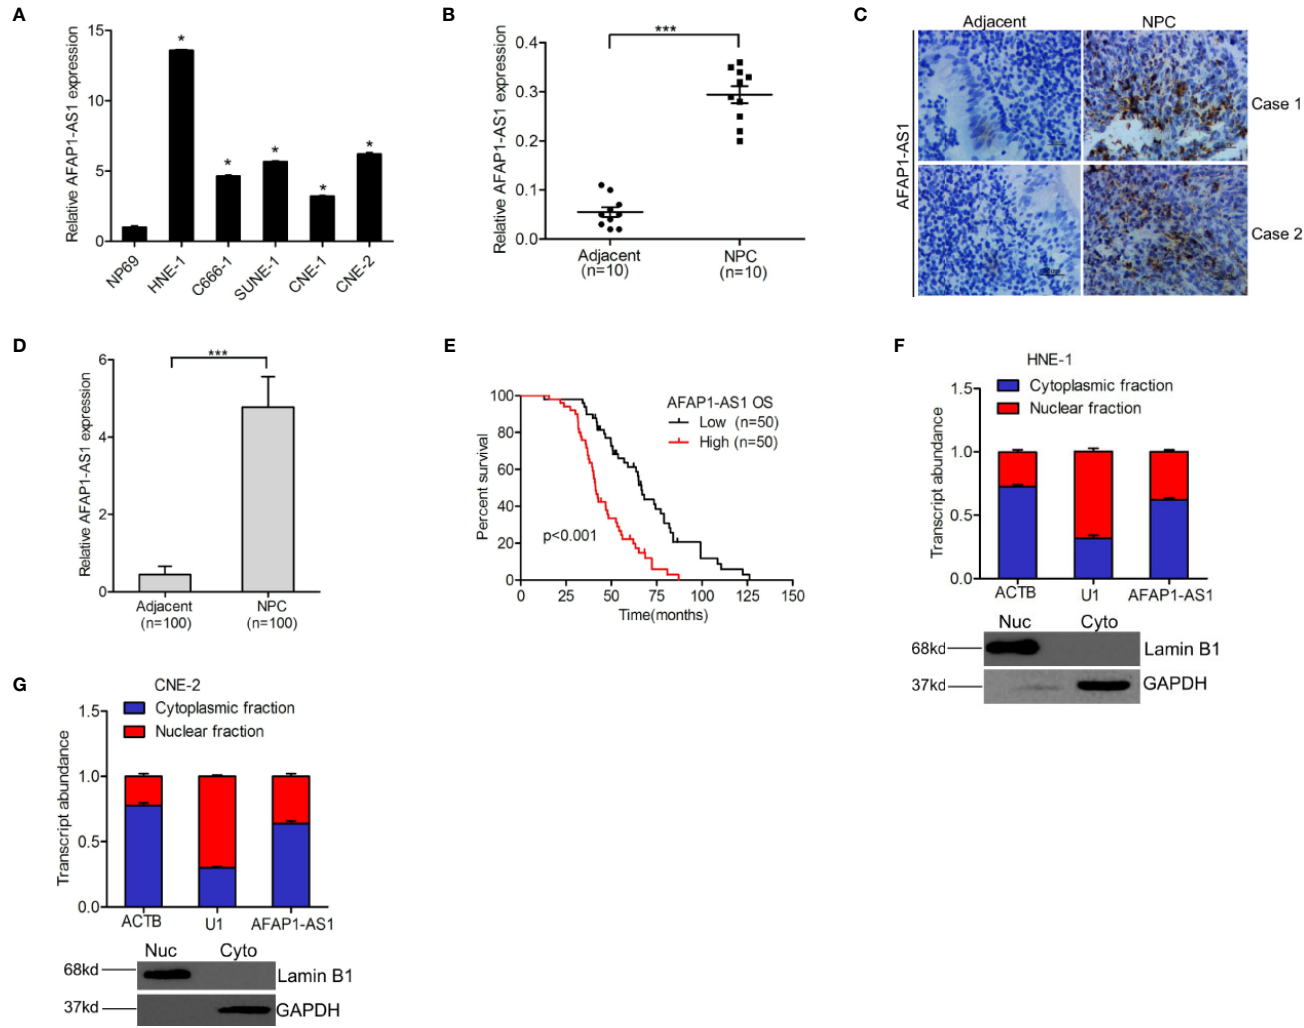 A
Relative AFAP1-AS1 expression
15
10
5
0
*
*
*
*
*
NP69
HNE-1
C666-1
SUNE-1
CNE-1
CNE-2
B
Relative AFAP1-AS1 expression
0.4
0.3
0.2
0.1
0.0
***
Adjacent
(n=10)
NPC
(n=10)
C
Adjacent
NPC
AFAP1-AS1
Case 1
Case 2
D
Relative AFAP1-AS1 expression
6
4
2
0
***
Adjacent
(n=100)
NPC
(n=100)
E
Percent survival
100
80
60
40
20
0
AFAP1-AS1 OS
Low (n=50)
High (n=50)
p<0.001
0
25
50
75
100
125
150
Time(months)
F
HNE-1
Cytoplasmic fraction
Nuclear fraction
Transcript abundance
1.5
1.0
0.5
0.0
ACTB
U1
AFAP1-AS1
Nuc
Cyto
68kd
Lamin B1
37kd
GAPDH
G
CNE-2
Cytoplasmic fraction
Nuclear fraction
Transcript abundance
1.5
1.0
0.5
0.0
ACTB
U1
AFAP1-AS1
Nuc
Cyto
68kd
Lamin B1
37kd
GAPDH